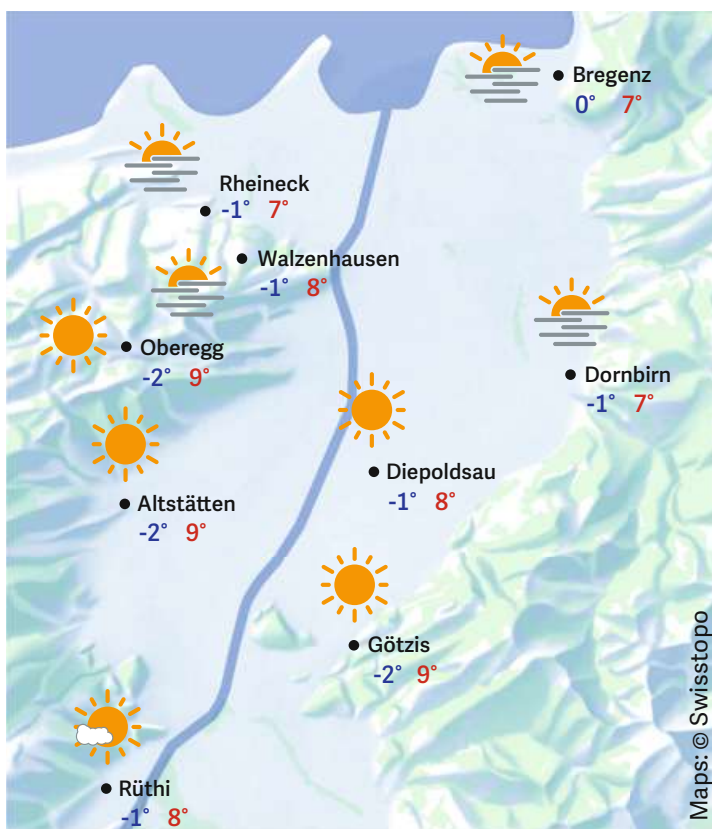 Bregenz
0° 7°
Rheineck
-1° 7°
Walzenhausen
-1° 8°
Oberegg
-2° 9°
Dornbirn
-1° 7°
Diepoldsau
-1° 8°
Altstätten
-2° 9°
Götzis
-2° 9°
Rüthi
-1° 8°
Maps: © Swisstopo